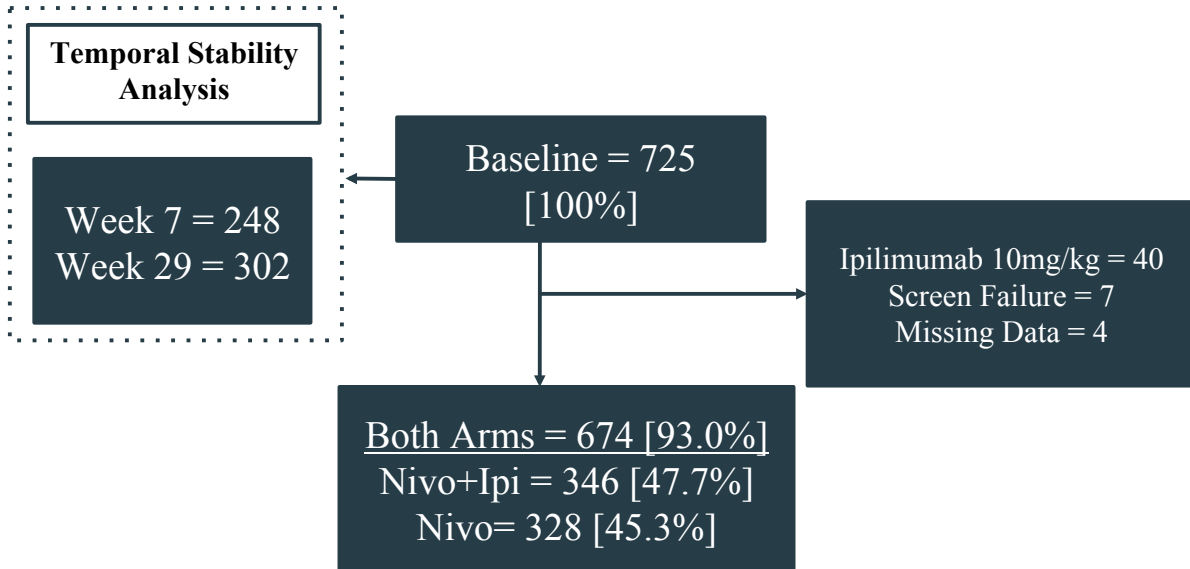 Temporal Stability
Analysis
Week 7 = 248
Week 29 = 302
Baseline = 725
[100%]
Ipilimumab 10mg/kg = 40
Screen Failure = 7
Missing Data = 4
Both Arms = 674 [93.0%]
Nivo+Ipi = 346 [47.7%]
Nivo= 328 [45.3%]